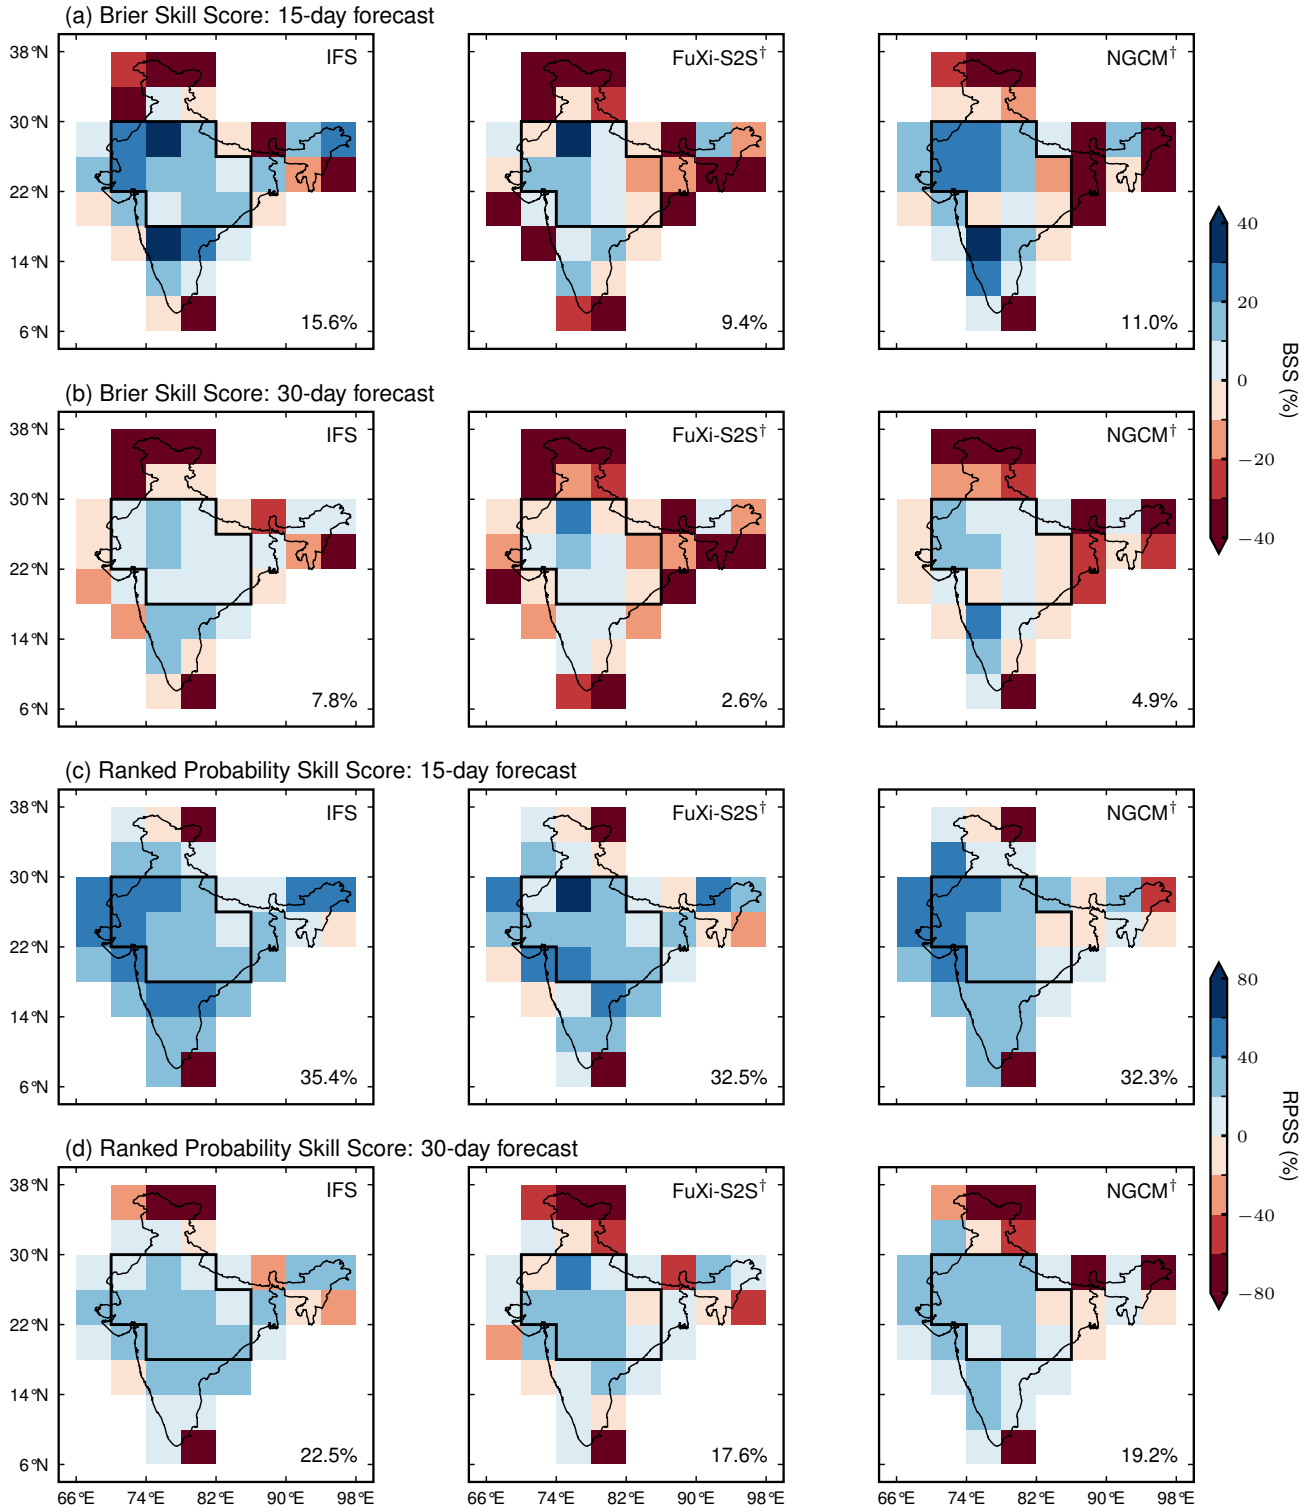 (a) Brier Skill Score: 15-day forecast
38°N
30°N
22°N
14°N
6°N
IFS
15.6%
FuXi-S2S†
9.4%
NGCM†
11.0%
(b) Brier Skill Score: 30-day forecast
38°N
30°N
22°N
14°N
6°N
IFS
7.8%
FuXi-S2S†
2.6%
NGCM†
4.9%
40
20
0
−20
−40
BSS (%)
(c) Ranked Probability Skill Score: 15-day forecast
38°N
30°N
22°N
14°N
6°N
IFS
35.4%
FuXi-S2S†
32.5%
NGCM†
32.3%
(d) Ranked Probability Skill Score: 30-day forecast
38°N
30°N
22°N
14°N
6°N
IFS
22.5%
FuXi-S2S†
17.6%
NGCM†
19.2%
66°E 74°E 82°E 90°E 98°E
66°E 74°E 82°E 90°E 98°E
66°E 74°E 82°E 90°E 98°E
80
40
0
−40
−80
RPSS (%)